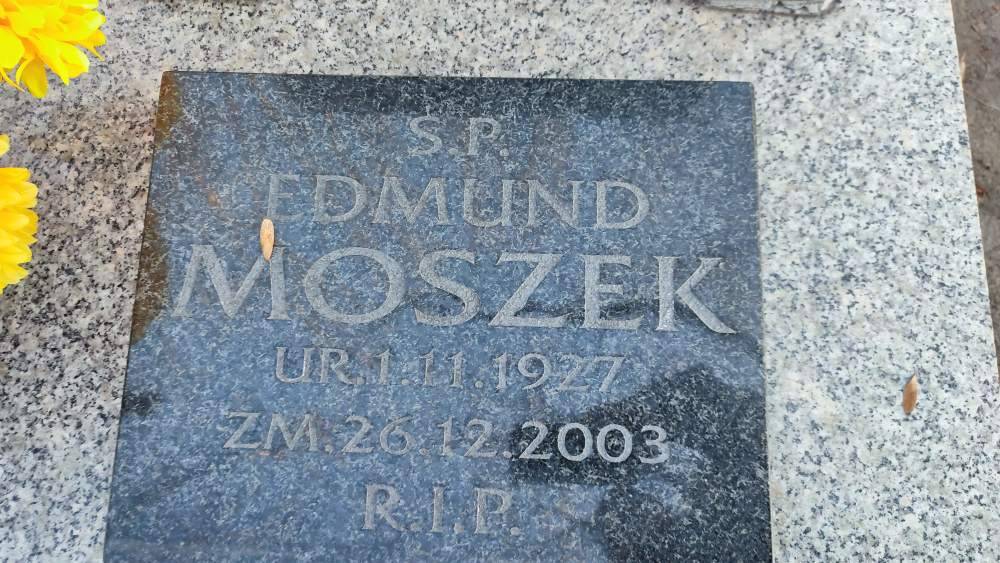 S.P.
EDMUND
MOSZEK
UR.1.11.1927
ZM.26.12.2003
R.I.P.